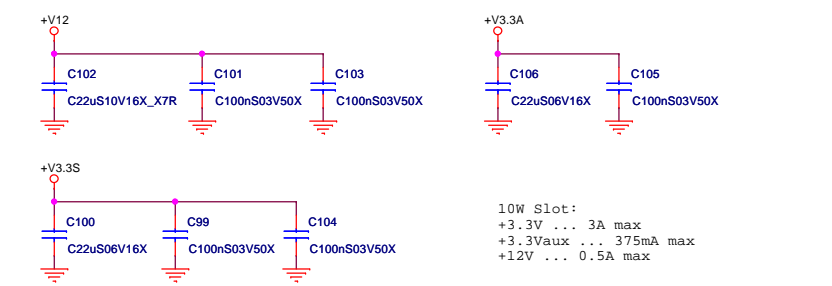 +V12
C102
C22uS10V16X_X7R
C101
C100nS03V50X
C103
C100nS03V50X
+V3.3A
C106
C22uS06V16X
C105
C100nS03V50X
+V3.3S
C100
C22uS06V16X
C99
C100nS03V50X
C104
C100nS03V50X
10W Slot:
+3.3V ... 3A max
+3.3Vaux ... 375mA max
+12V ... 0.5A max